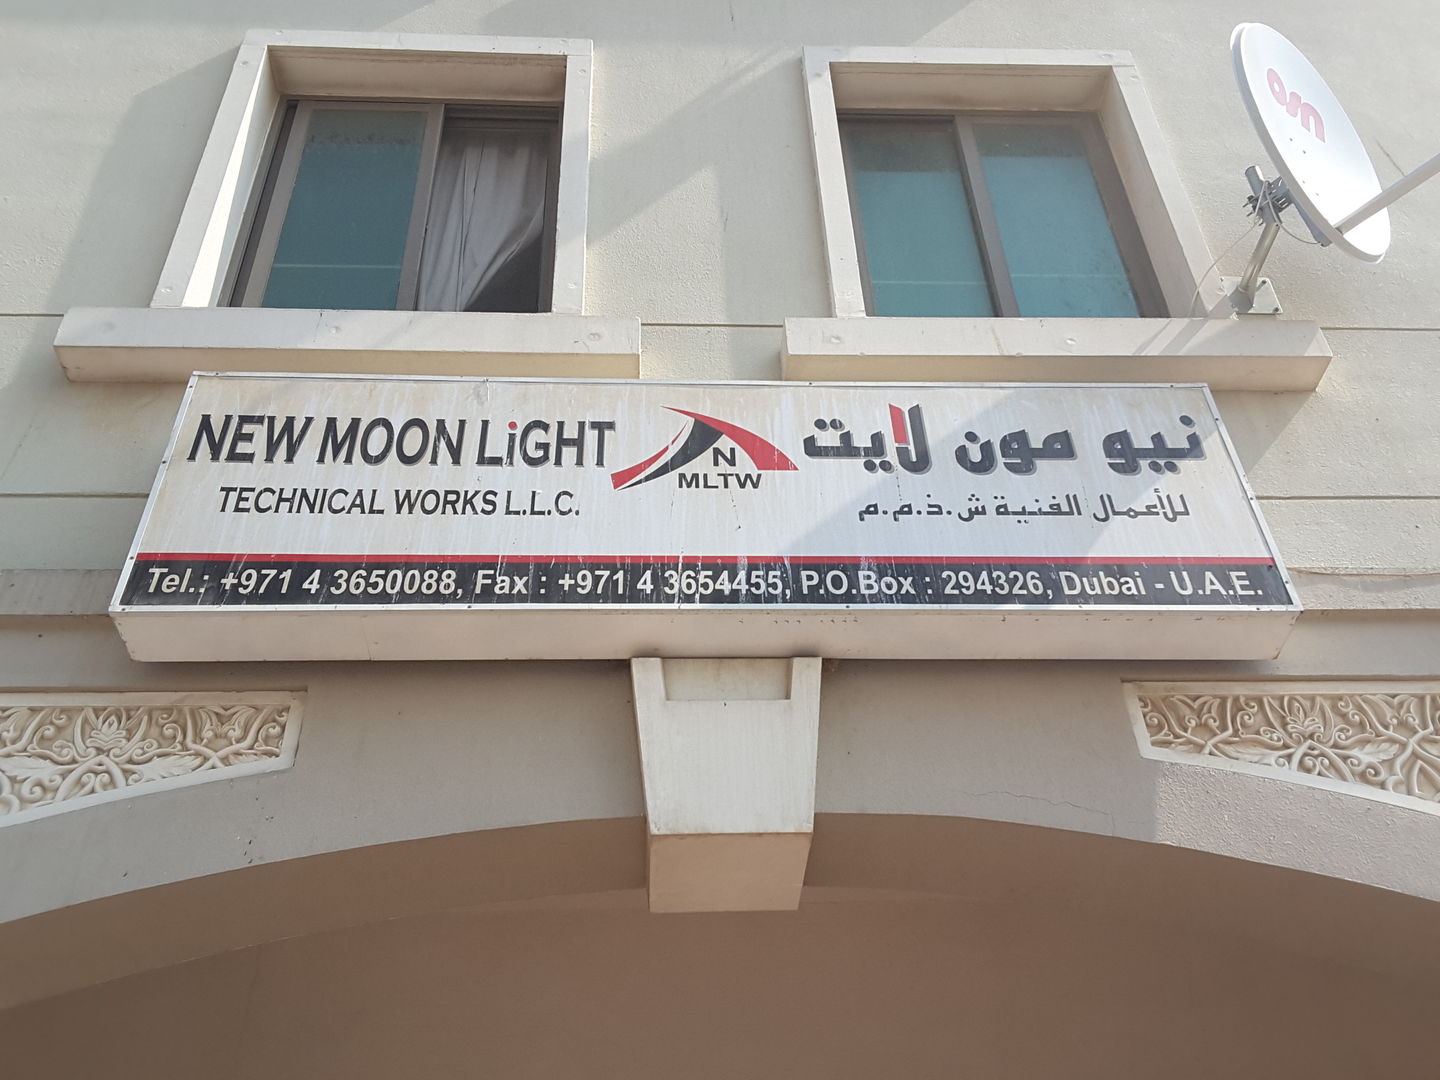 osn
NEW MOON LiGHT
TECHNICAL WORKS L.L.C.
N
MLTW
نيو مون لايت
للأعمال الفنية ش.ذ.م.م
Tel.: +971 4 3650088, Fax : +971 4 3654455, P.O.Box : 294326, Dubai - U.A.E.